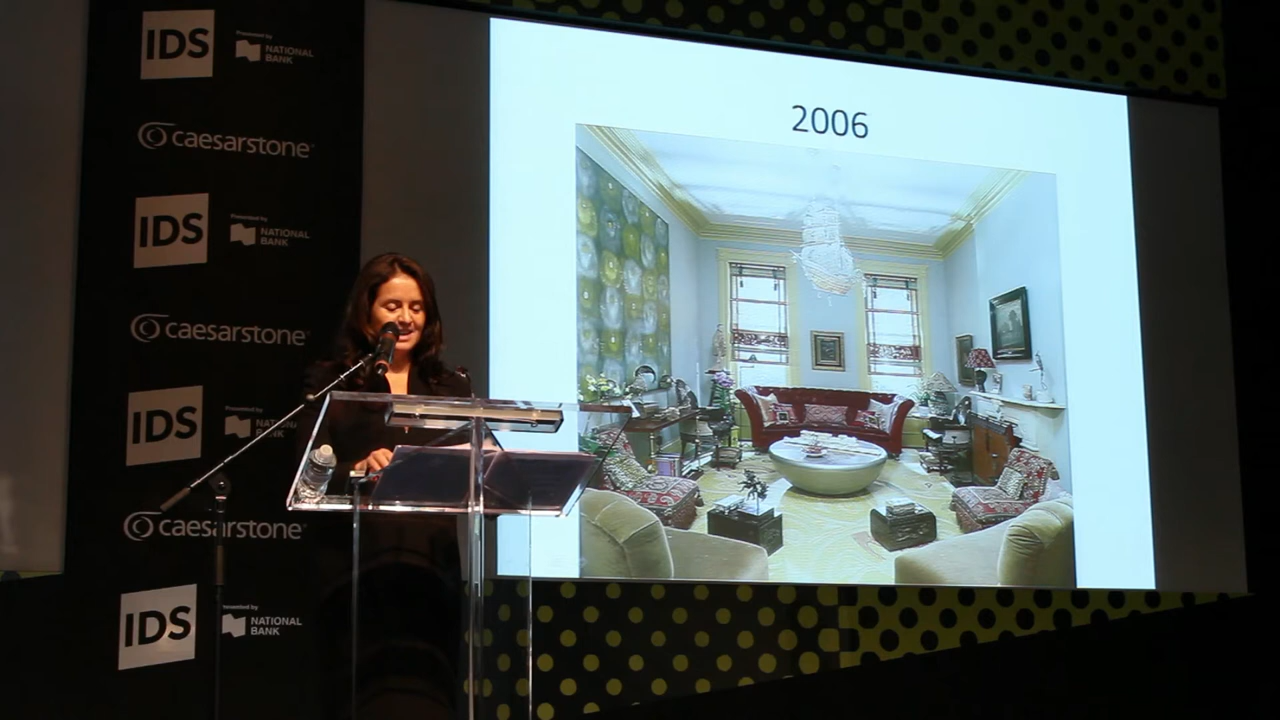 IDS
Presented by
NATIONAL
BANK
caesarstone
IDS
Presented by
NATIONAL
BANK
caesarstone
IDS
Presented by
NATIONAL
BANK
caesarstone
IDS
Presented by
NATIONAL
BANK
2006